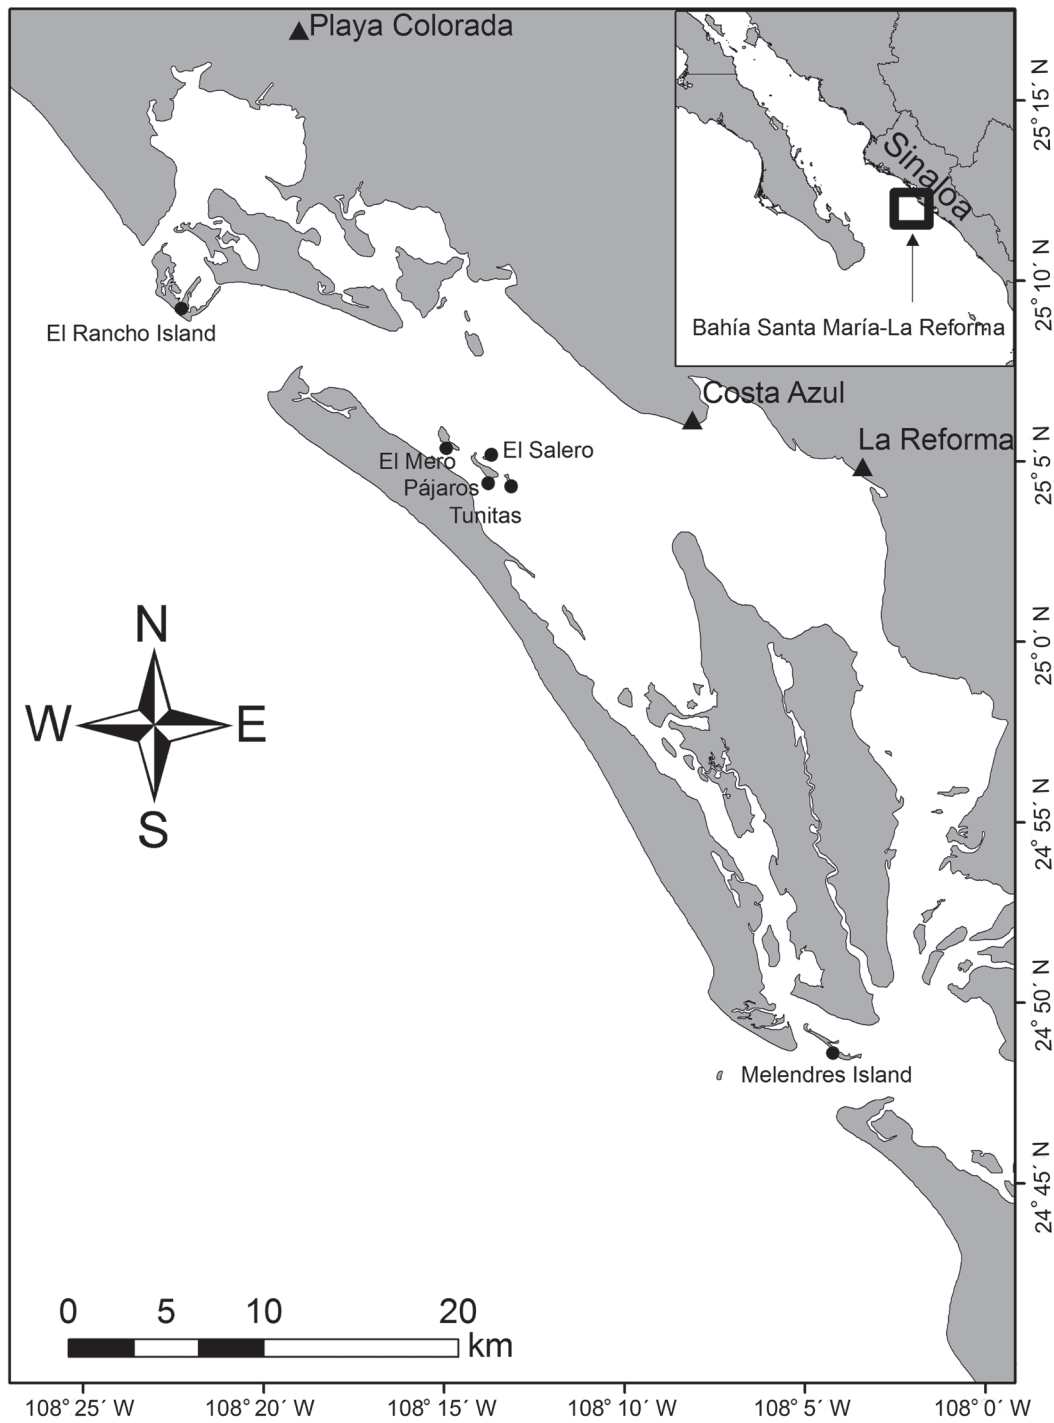 Playa Colorada
Sinaloa
Bahía Santa María-La Reforma
El Rancho Island
Costa Azul
La Reforma
El Salero
El Mero
Pájaros
Tunitas
N
W
E
S
Melendres Island
0 5 10 20
km
25° 15´ N
25° 10´ N
25° 5´ N
25° 0´ N
24° 55´ N
24° 50´ N
24° 45´ N
108° 25´ W 108° 20´ W 108° 15´ W 108° 10´ W 108° 5´ W 108° 0´ W